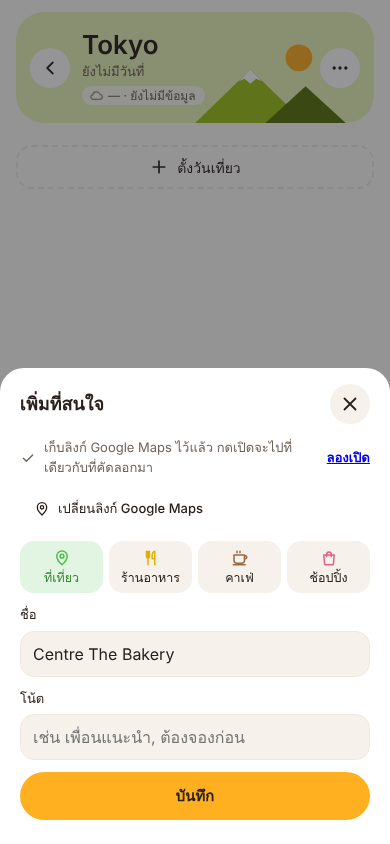 Tokyo
ยังไม่มีวันที่
— · ยังไม่มีข้อมูล
ตั้งวันเที่ยว
เพิ่มที่สนใจ
เก็บลิงก์ Google Maps ไว้แล้ว กดเปิดจะไปที่
เดียวกับที่คัดลอกมา
ลองเปิด
เปลี่ยนลิงก์ Google Maps
ที่เที่ยว
ร้านอาหาร
คาเฟ่
ช้อปปิ้ง
ชื่อ
Centre The Bakery
โน้ต
เช่น เพื่อนแนะนำ, ต้องจองก่อน
บันทึก